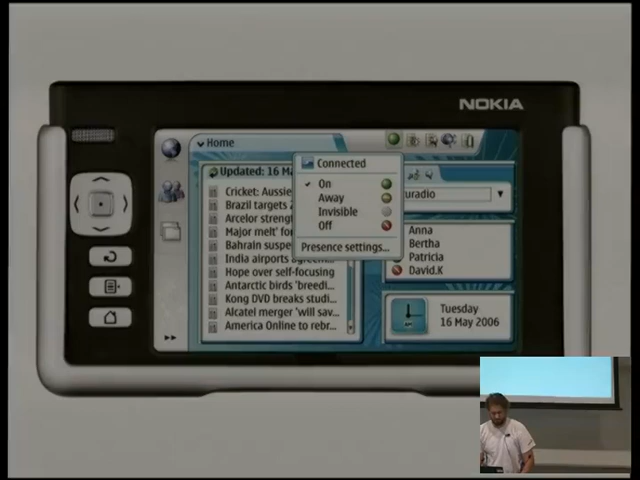 NOKIA
Home
Updated: 16
Connected
On
Away
Invisible
Off
Presence settings...
Cricket: Aussie
Brazil targets
Arcelor strengt
Major melt' fo
Bahrain suspe
India airports
Hope over self-focusing
Antarctic birds 'breedi...
Kong DVD breaks studi...
Alcatel merger 'will sav...
America Online to rebr...
uradio
Anna
Bertha
Patricia
David.K
Tuesday
16 May 2006